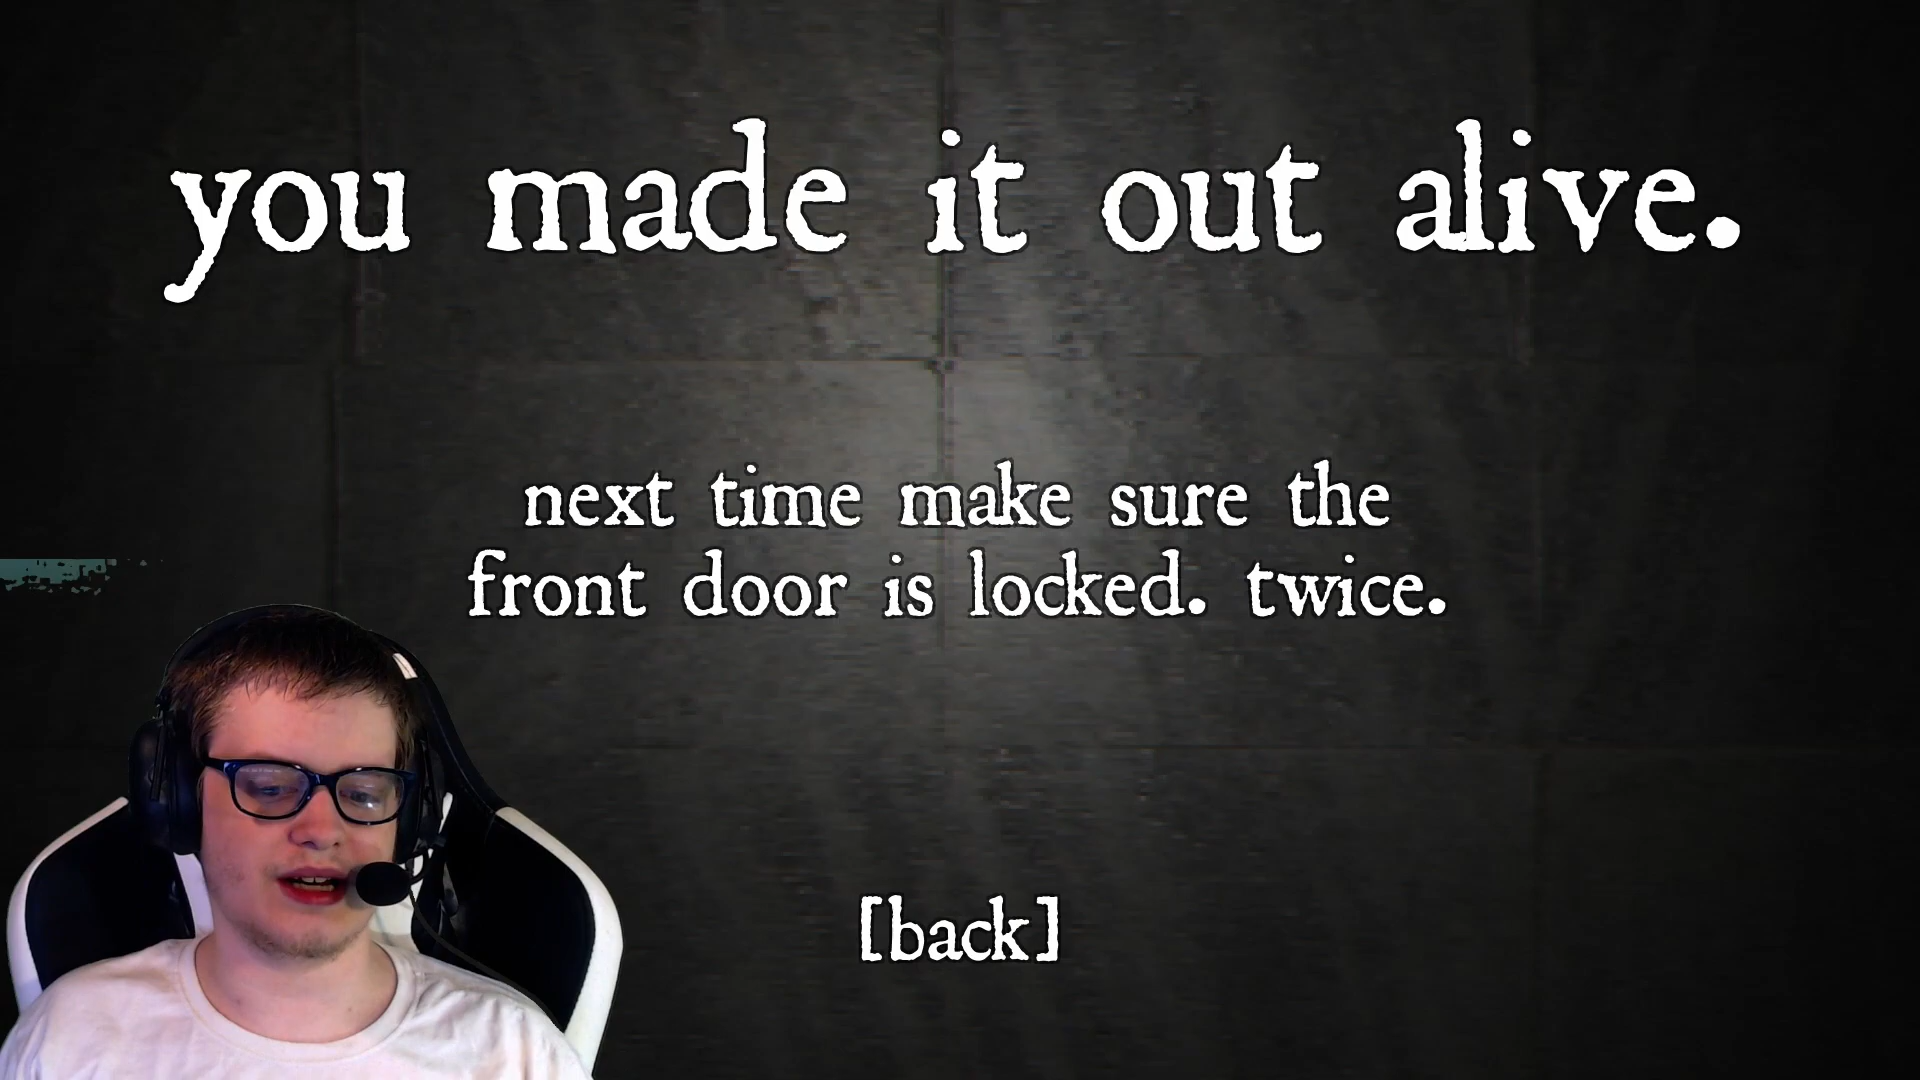 you made it out alive.
next time make sure the
front door is locked. twice.
[back]